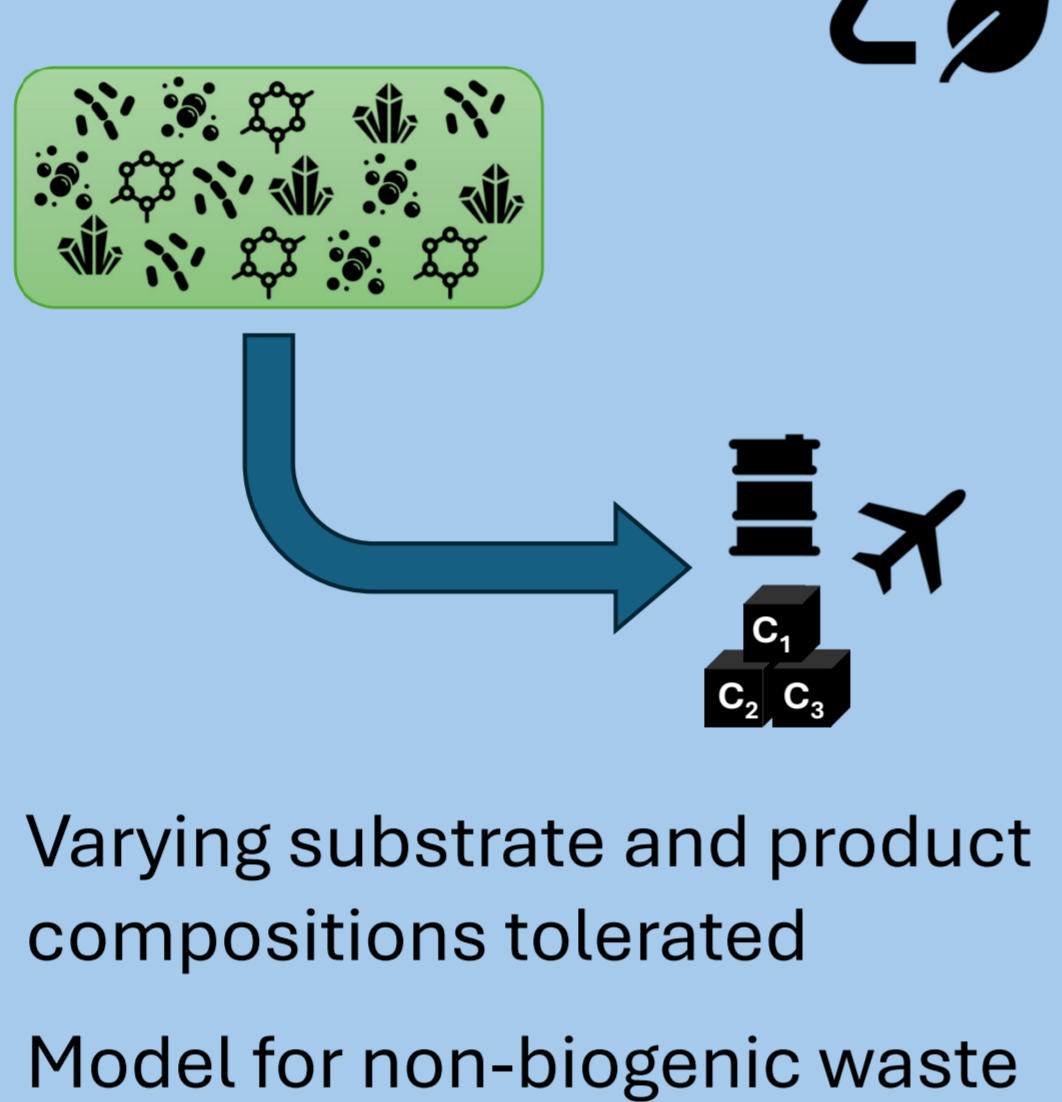 C₁
C₂ C₃
Varying substrate and product
compositions tolerated
Model for non-biogenic waste